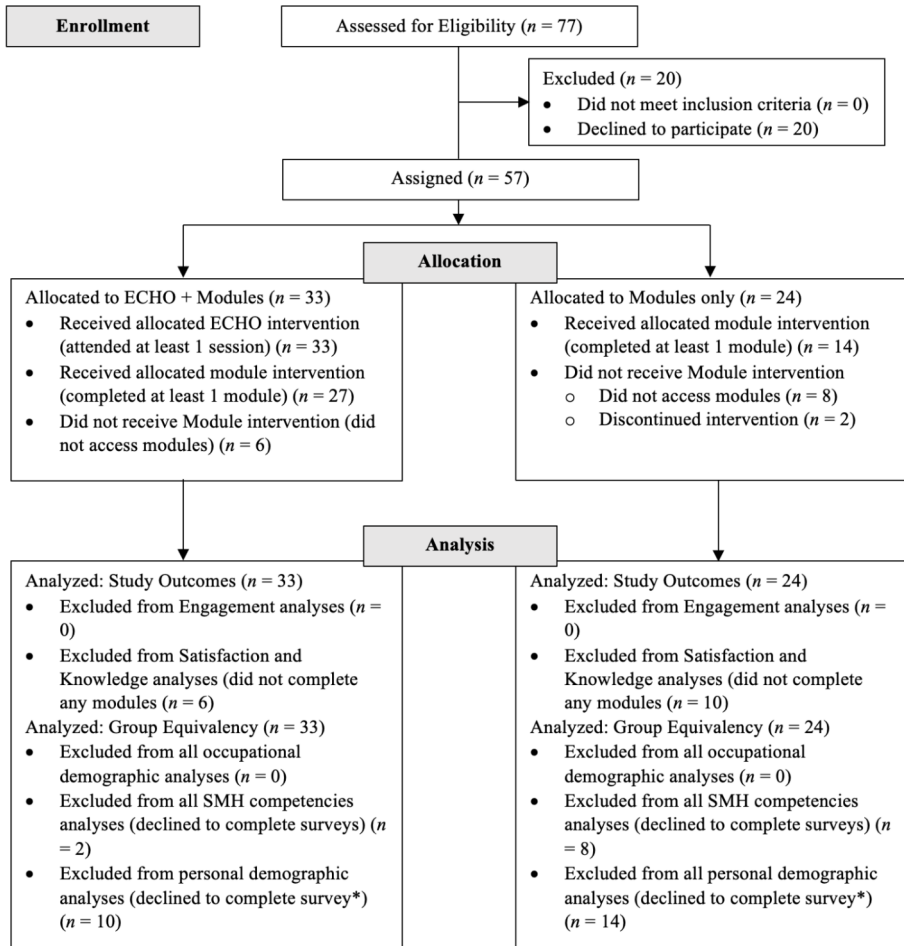 Enrollment
Assessed for Eligibility (n = 77)
Excluded (n = 20)
• Did not meet inclusion criteria (n = 0)
• Declined to participate (n = 20)
Assigned (n = 57)
Allocation
Allocated to ECHO + Modules (n = 33)
• Received allocated ECHO intervention
(attended at least 1 session) (n = 33)
• Received allocated module intervention
(completed at least 1 module) (n = 27)
• Did not receive Module intervention (did
not access modules) (n = 6)
Allocated to Modules only (n = 24)
• Received allocated module intervention
(completed at least 1 module) (n = 14)
• Did not receive Module intervention
o Did not access modules (n = 8)
o Discontinued intervention (n = 2)
Analysis
Analyzed: Study Outcomes (n = 33)
• Excluded from Engagement analyses (n =
0)
• Excluded from Satisfaction and
Knowledge analyses (did not complete
any modules (n = 6)
Analyzed: Group Equivalency (n = 33)
• Excluded from all occupational
demographic analyses (n = 0)
• Excluded from all SMH competencies
analyses (declined to complete surveys) (n
= 2)
• Excluded from personal demographic
analyses (declined to complete survey*)
(n = 10)
Analyzed: Study Outcomes (n = 24)
• Excluded from Engagement analyses (n =
0)
• Excluded from Satisfaction and
Knowledge analyses (did not complete
any modules (n = 10)
Analyzed: Group Equivalency (n = 24)
• Excluded from all occupational
demographic analyses (n = 0)
• Excluded from all SMH competencies
analyses (declined to complete surveys) (n
= 8)
• Excluded from all personal demographic
analyses (declined to complete survey*)
(n = 14)